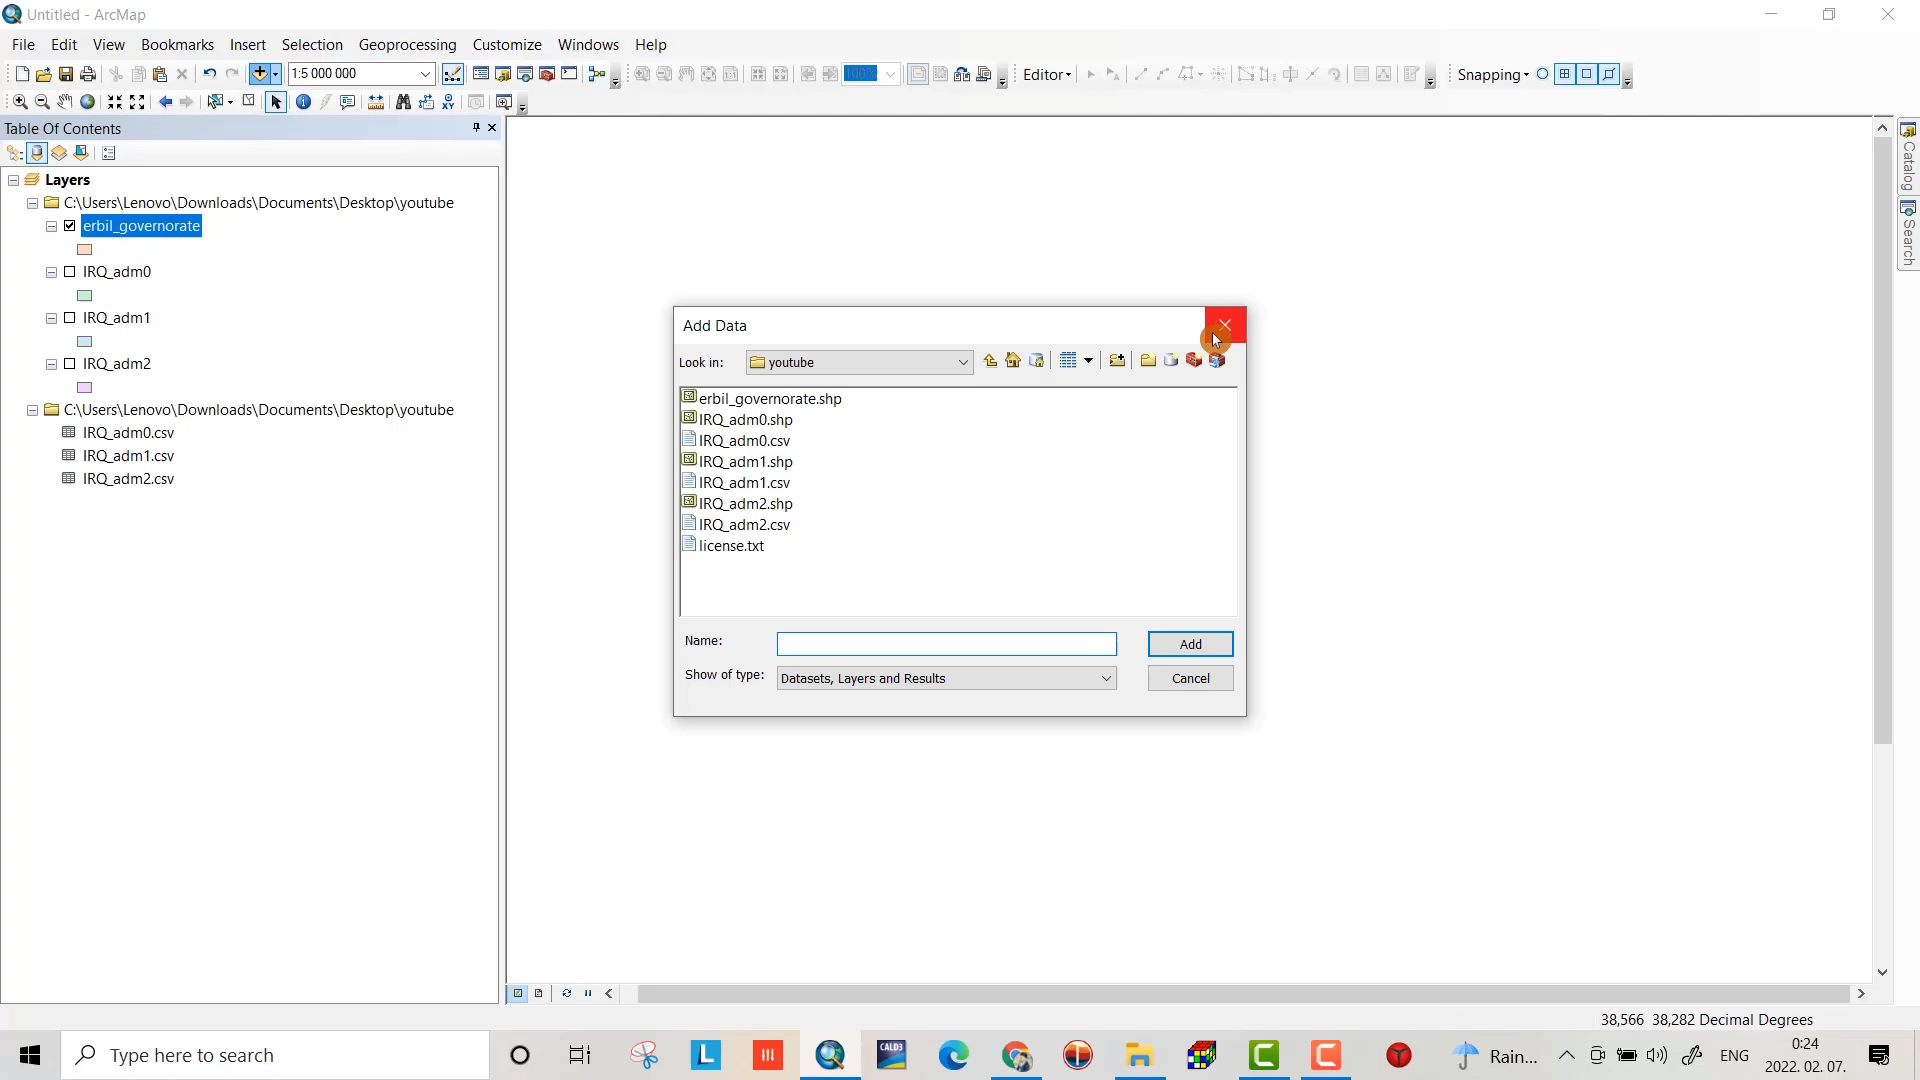 Untitled - ArcMap
File Edit View Bookmarks Insert Selection Geoprocessing Customize Windows Help
1:5 000 000
100%
Editor
Snapping
Table Of Contents
Layers
C:\Users\Lenovo\Downloads\Documents\Desktop\youtube
erbil_governorate
IRQ_adm0
IRQ_adm1
IRQ_adm2
C:\Users\Lenovo\Downloads\Documents\Desktop\youtube
IRQ_adm0.csv
IRQ_adm1.csv
IRQ_adm2.csv
Catalog
Search
Add Data
Look in: youtube
erbil_governorate.shp
IRQ_adm0.shp
IRQ_adm0.csv
IRQ_adm1.shp
IRQ_adm1.csv
IRQ_adm2.shp
IRQ_adm2.csv
license.txt
Name:
Add
Show of type: Datasets, Layers and Results
Cancel
38,566 38,282 Decimal Degrees
Type here to search
L
CALD3
C
C
Rain...
ENG
0:24
2022. 02. 07.